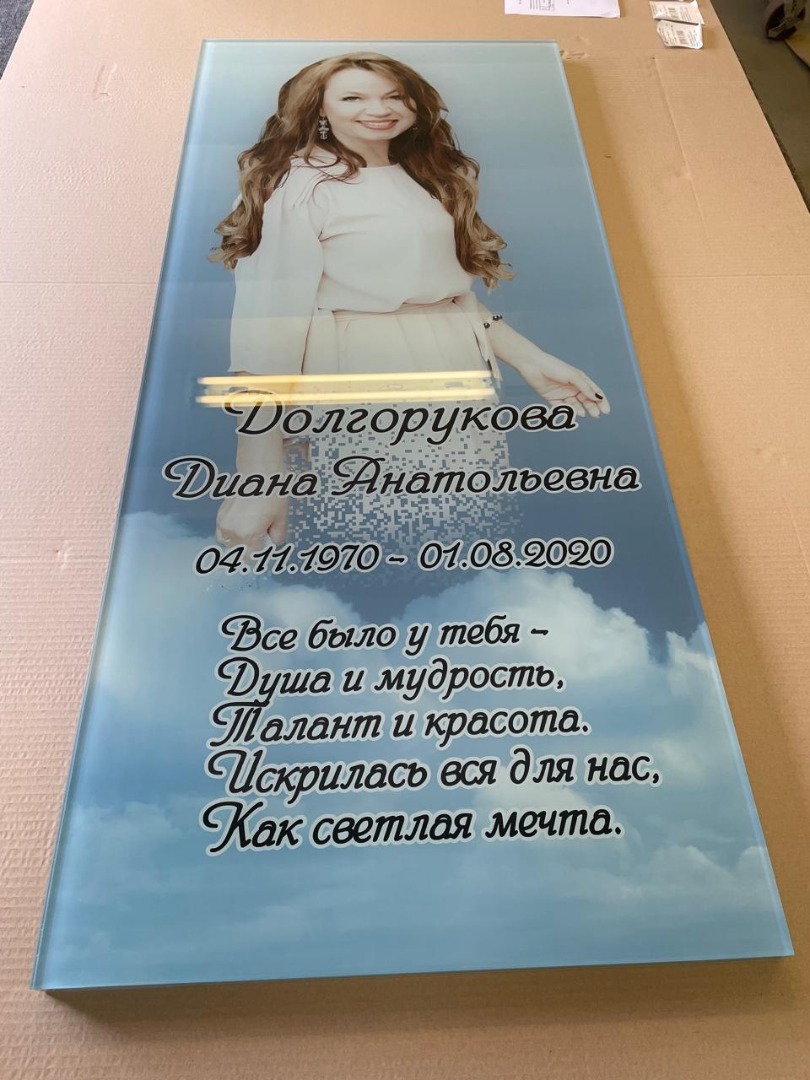 Долгорукова
Диана Анатольевна
04.11.1970 - 01.08.2020
Все было у тебя -
Душа и мудрость,
Талант и красота.
Искрилась вся для нас,
Как светлая мечта.